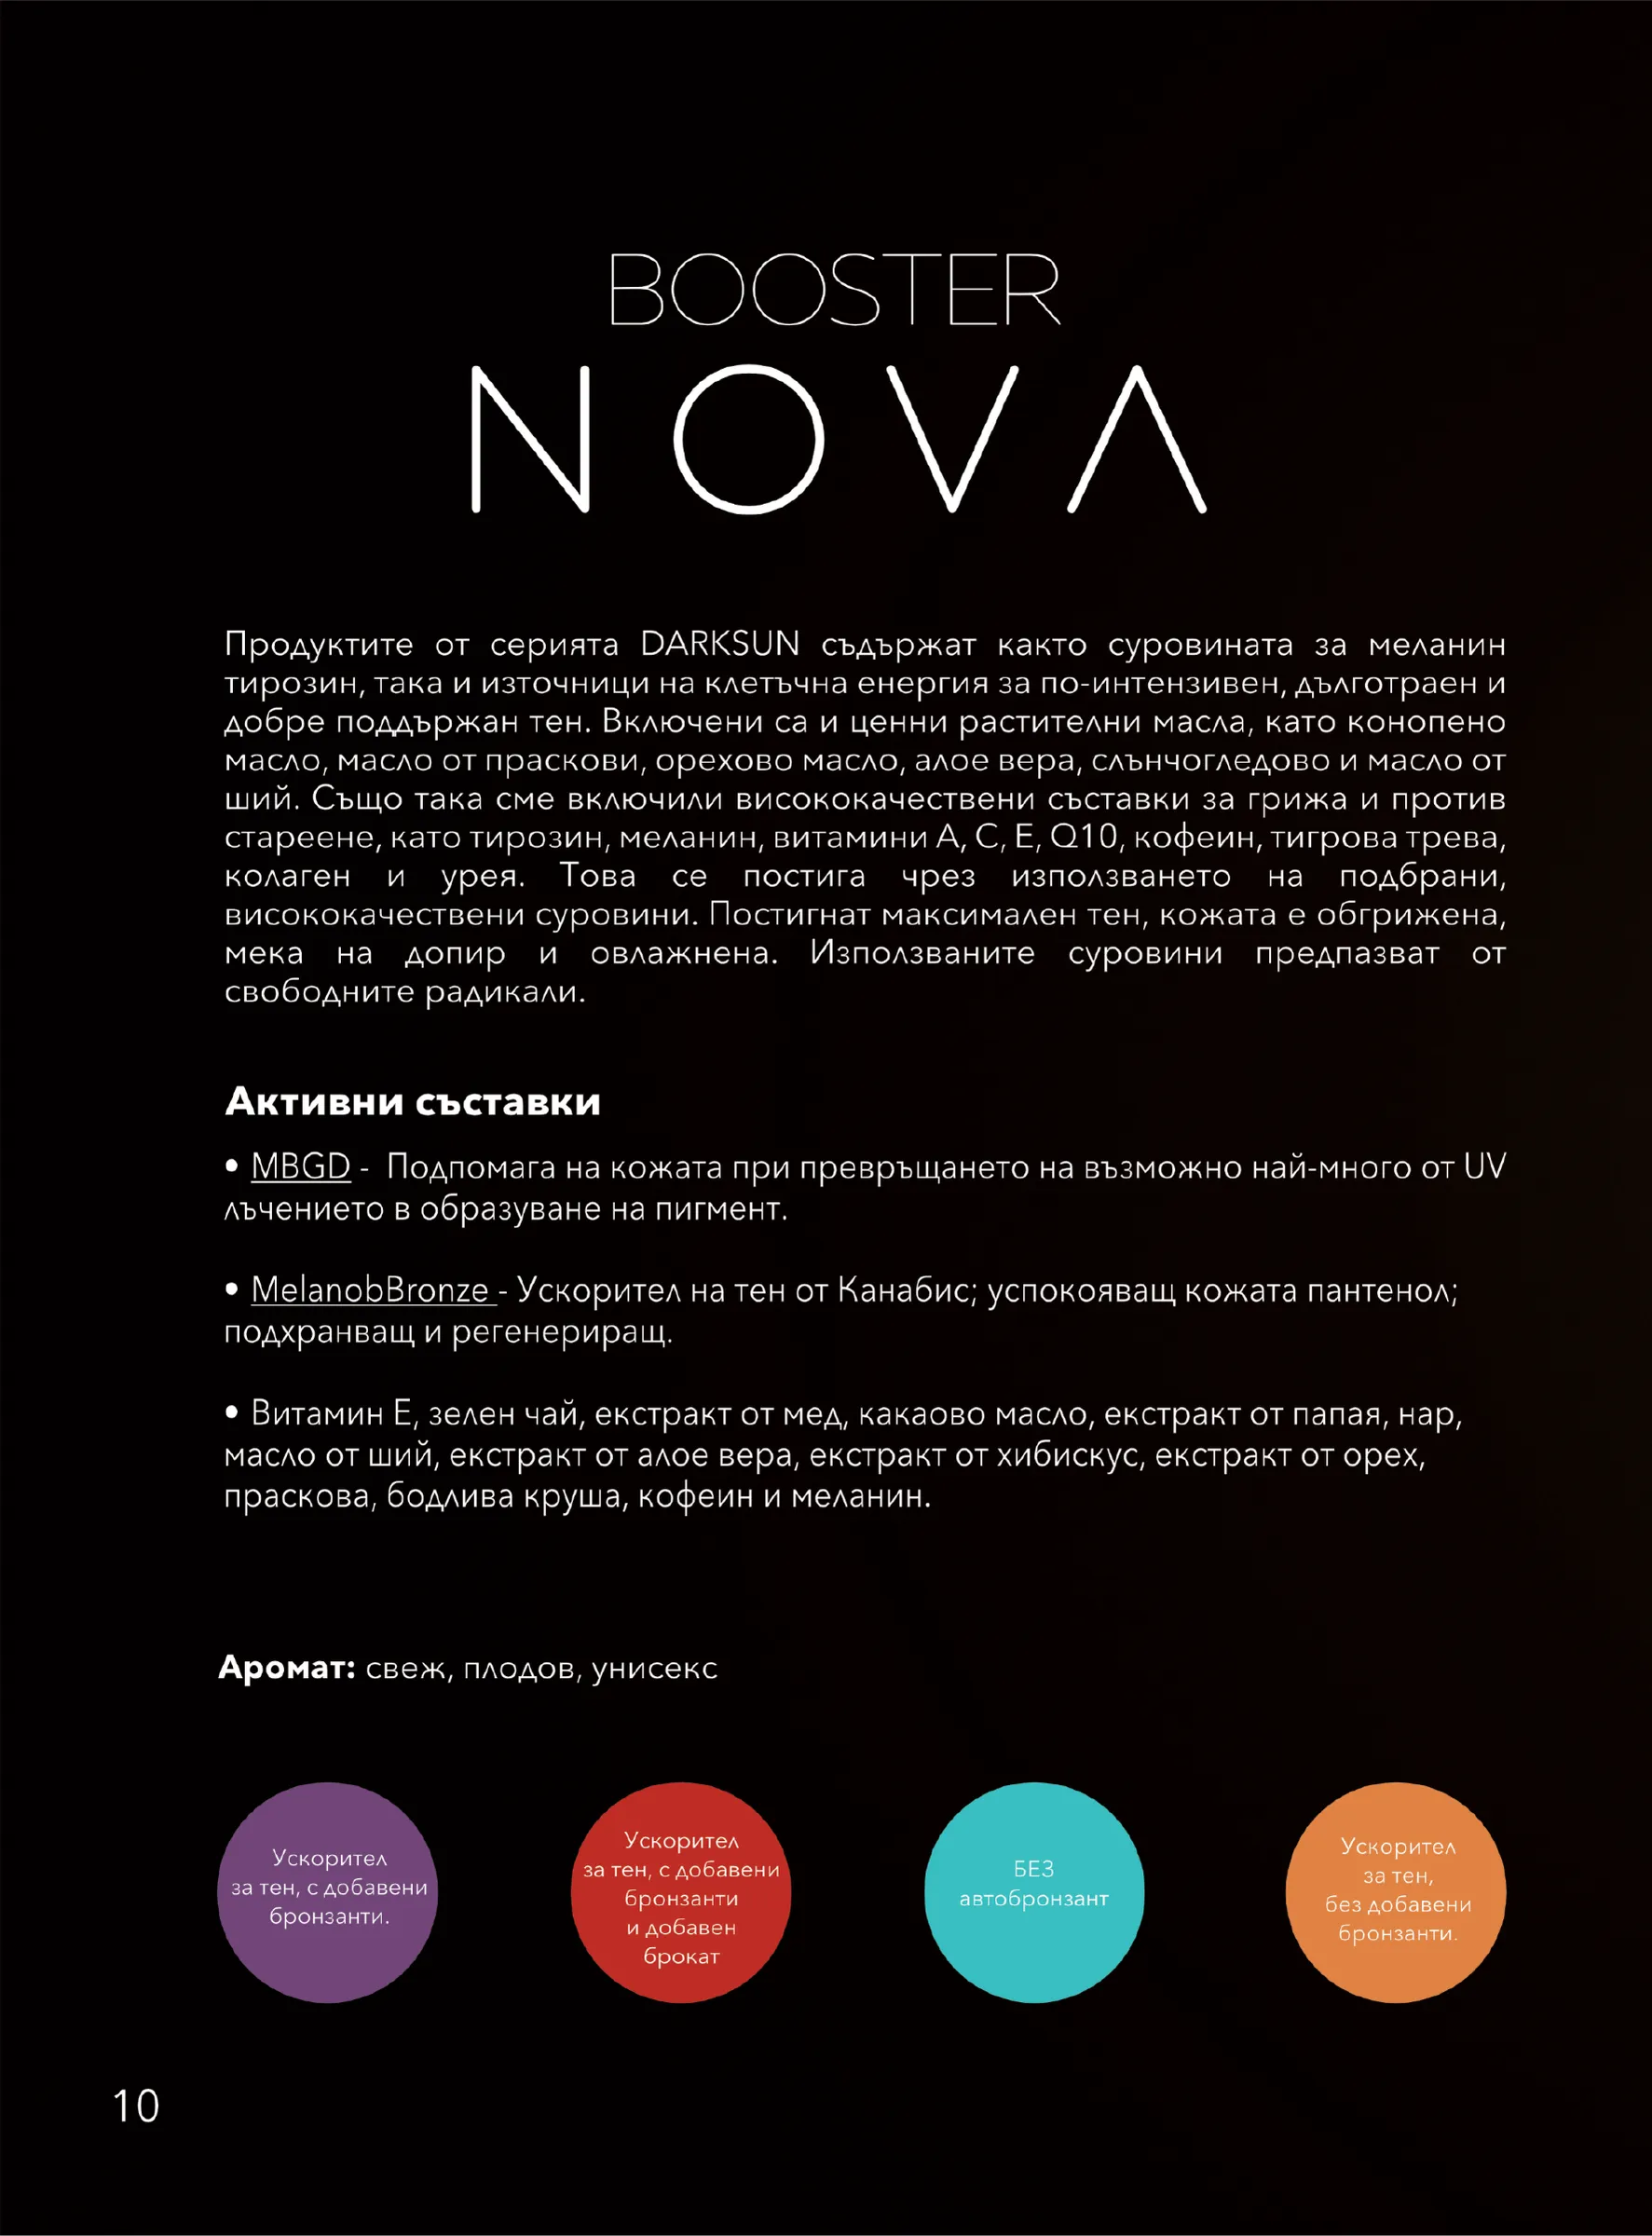 BOOSTER
NOVA
Продуктите от серията DARKSUN съдържат както суровината за меланин
тирозин, така и източници на клетъчна енергия за по-интензивен, дълготраен и
добре поддържан тен. Включени са и ценни растителни масла, като конопено
масло, масло от праскови, орехово масло, алое вера, слънчогледово и масло от
ший. Също така сме включили висококачествени съставки за грижа и против
стареене, като тирозин, меланин, витамини A, C, E, Q10, кофеин, тигрова трева,
колаген и урея. Това се постига чрез използването на подбрани,
висококачествени суровини. Постигнат максимален тен, кожата е обгрижена,
мека на допир и овлажнена. Използваните суровини предпазват от
свободните радикали.
Активни съставки
• MBGD - Подпомага на кожата при превръщането на възможно най-много от UV
лъчението в образуване на пигмент.
• MelanobBronze - Ускорител на тен от Канабис; успокояващ кожата пантенол;
подхранващ и регенериращ.
• Витамин Е, зелен чай, екстракт от мед, какаово масло, екстракт от папая, нар,
масло от ший, екстракт от алое вера, екстракт от хибискус, екстракт от орех,
праскова, бодлива круша, кофеин и меланин.
Аромат: свеж, плодов, унисекс
Ускорител
за тен, с добавени
бронзанти.
Ускорител
за тен, с добавени
бронзанти
и добавен
брокат
БЕЗ
автобронзант
Ускорител
за тен,
без добавени
бронзанти.
10